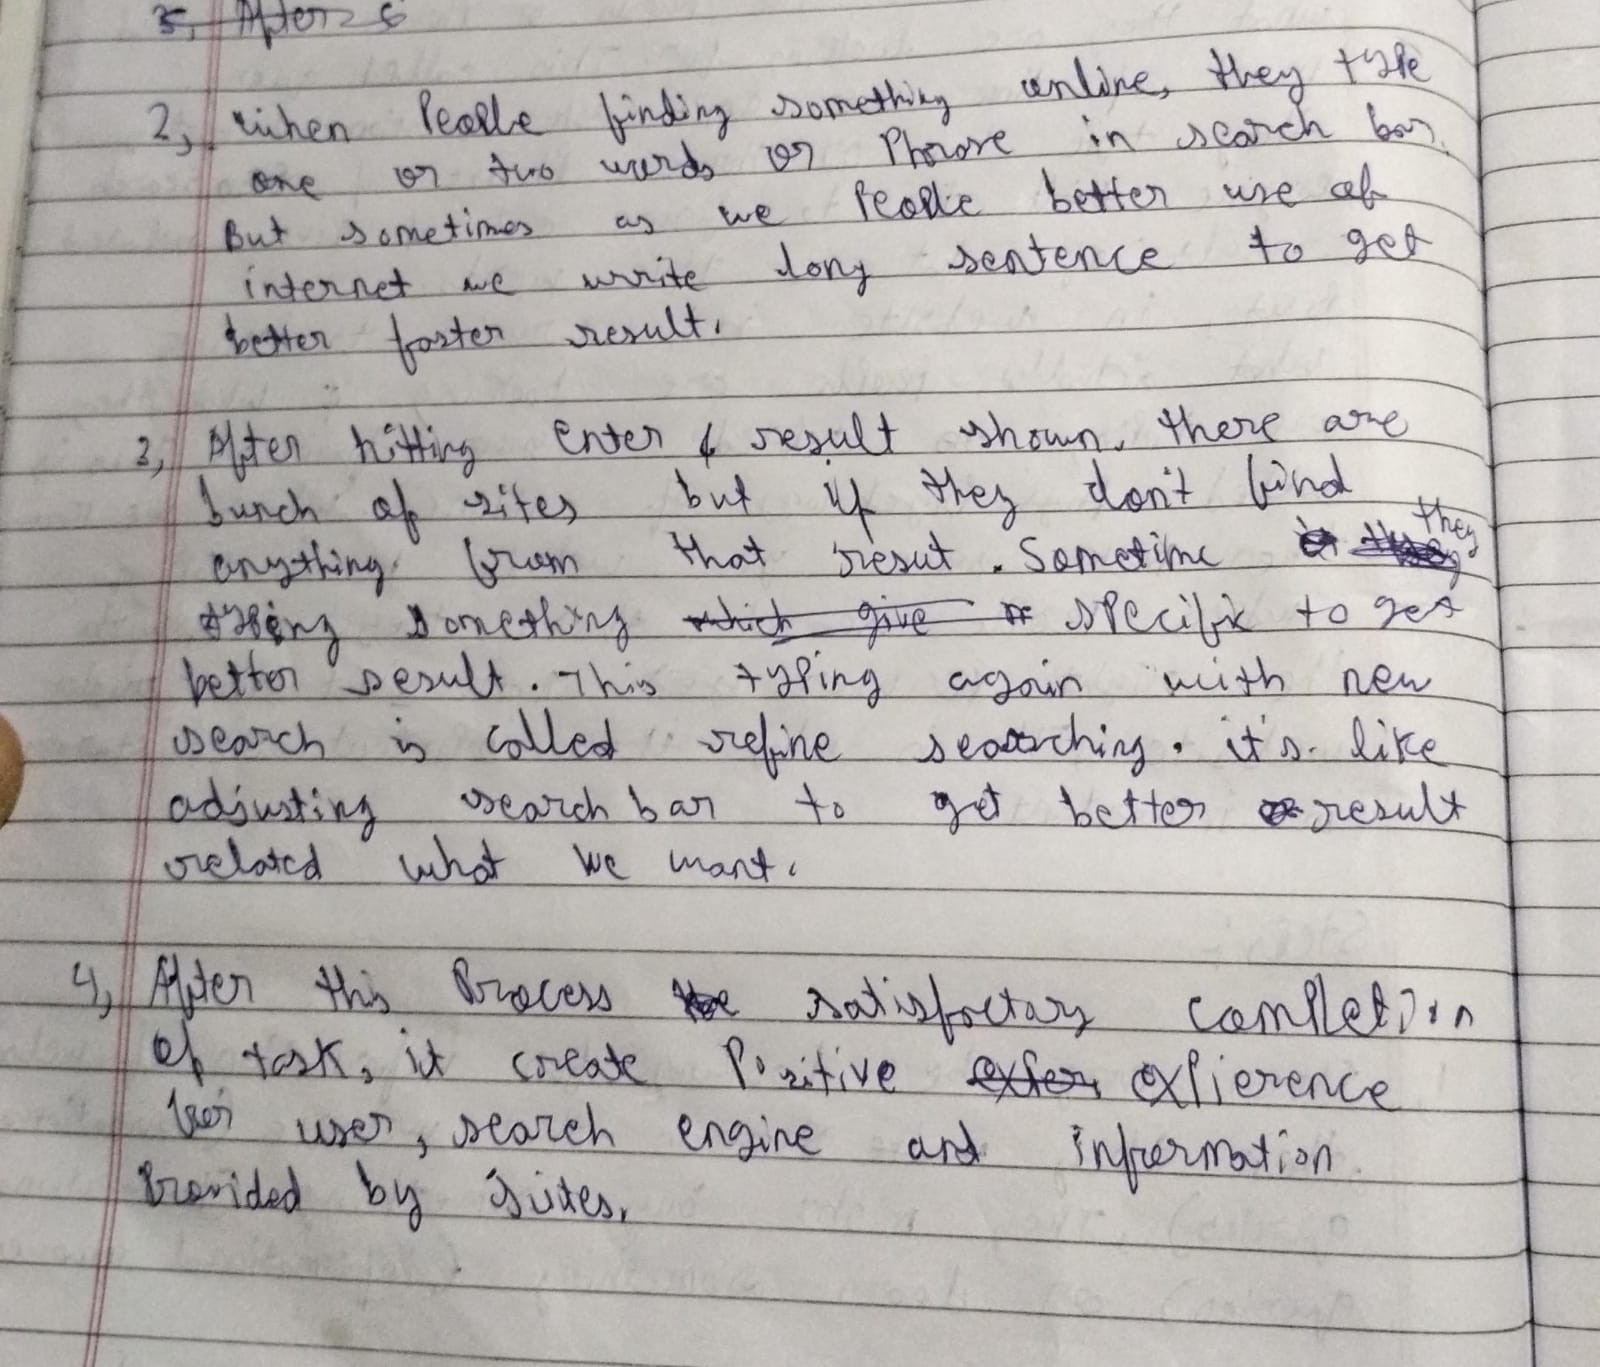 2, when People finding something online, they type
one or two words or Phrase in search bar.
But sometimes as we People better use of
internet we write long sentence to get
better faster result.
3, After hitting enter & result shown. there are
bunch of sites but if they don't find
anything from that resut. Sometime they
typing something which give specific to get
better result. This typing again with new
search is called refine searching. it's like
adjusting search bar to get better result
related what we want.
4, After this Process satisfactory completion
of task, it create Positive expierence
for user, search engine and information
Provided by sites.